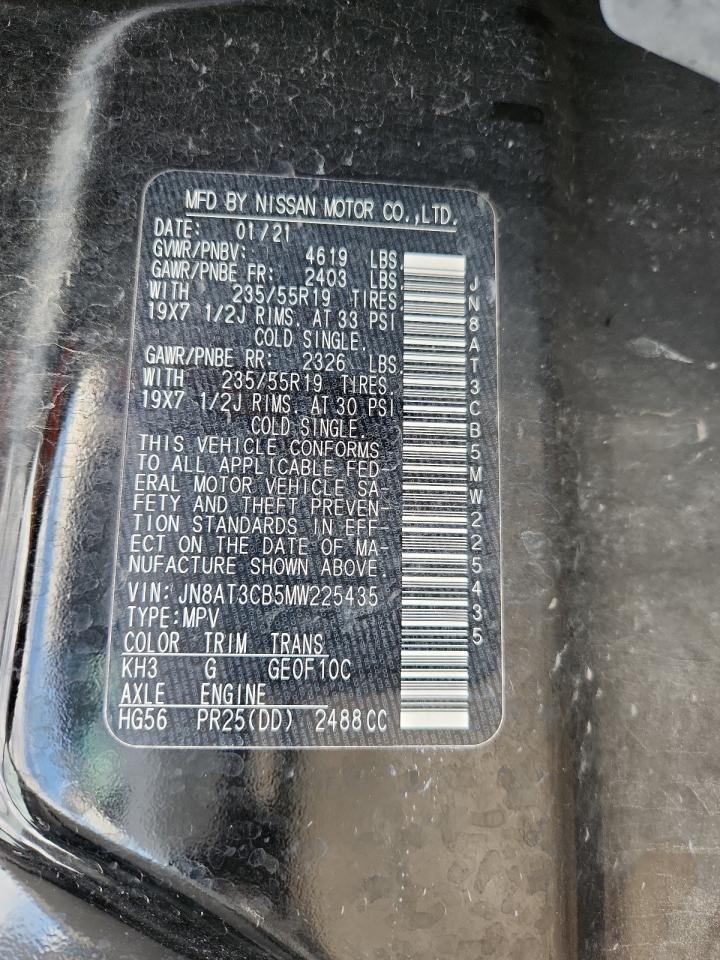 MFD BY NISSAN MOTOR CO.,LTD.
DATE: 01/21
GVWR/PNBV: 4619 LBS
GAWR/PNBE FR: 2403 LBS
WITH 235/55R19 TIRES,
19X7 1/2J RIMS. AT 33 PSI
COLD SINGLE.
GAWR/PNBE RR: 2326 LBS
WITH 235/55R19 TIRES,
19X7 1/2J RIMS. AT 30 PSI
COLD SINGLE.
THIS VEHICLE CONFORMS
TO ALL APPLICABLE FED-
ERAL MOTOR VEHICLE SA-
FETY AND THEFT PREVEN-
TION STANDARDS IN EFF-
ECT ON THE DATE OF MA-
NUFACTURE SHOWN ABOVE.
VIN: JN8AT3CB5MW225435
TYPE:MPV
COLOR TRIM TRANS
KH3 G GE0F10C
AXLE ENGINE
HG56 PR25(DD) 2488CC
JN8AT3CB5MW225435